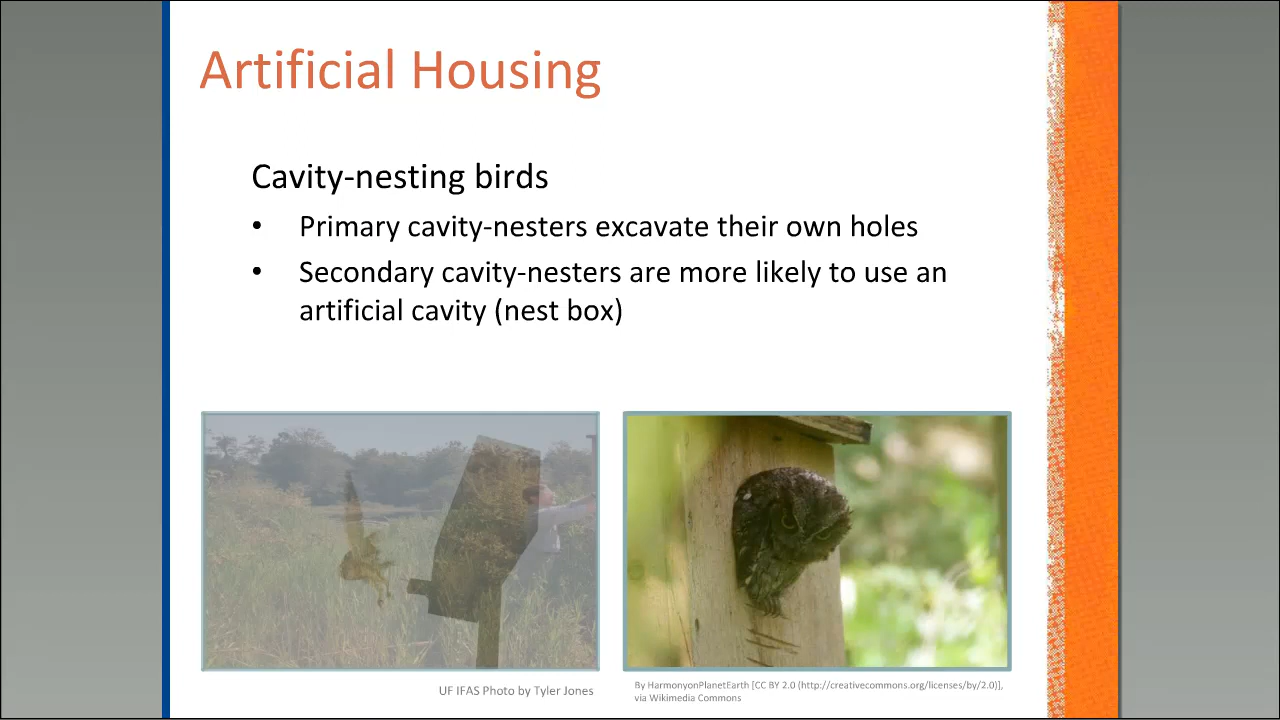 Artificial Housing
Cavity-nesting birds
• Primary cavity-nesters excavate their own holes
• Secondary cavity-nesters are more likely to use an
artificial cavity (nest box)
UF IFAS Photo by Tyler Jones
By HarmonyonPlanetEarth [CC BY 2.0 (http://creativecommons.org/licenses/by/2.0)],
via Wikimedia Commons